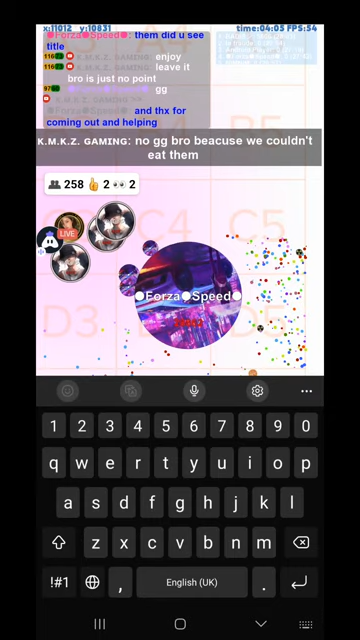 x:11012 y:10831 time:04:05 FPS:54
●Forza●Speed●: them did u see
title
K.M.K.Z. GAMING: enjoy
K.M.K.Z. GAMING: leave it
bro is just no point
gg
K.M.K.Z. GAMING
and thx for
coming out and helping
K.M.K.Z. GAMING: no gg bro beacuse we couldn't
eat them
258 2 2
LIVE
C4 C5
●Forza●Speed●
D3 D5
1 2 3 4 5 6 7 8 9 0
q w e r t y u i o p
a s d f g h j k l
z x c v b n m
!#1 , English (UK) .